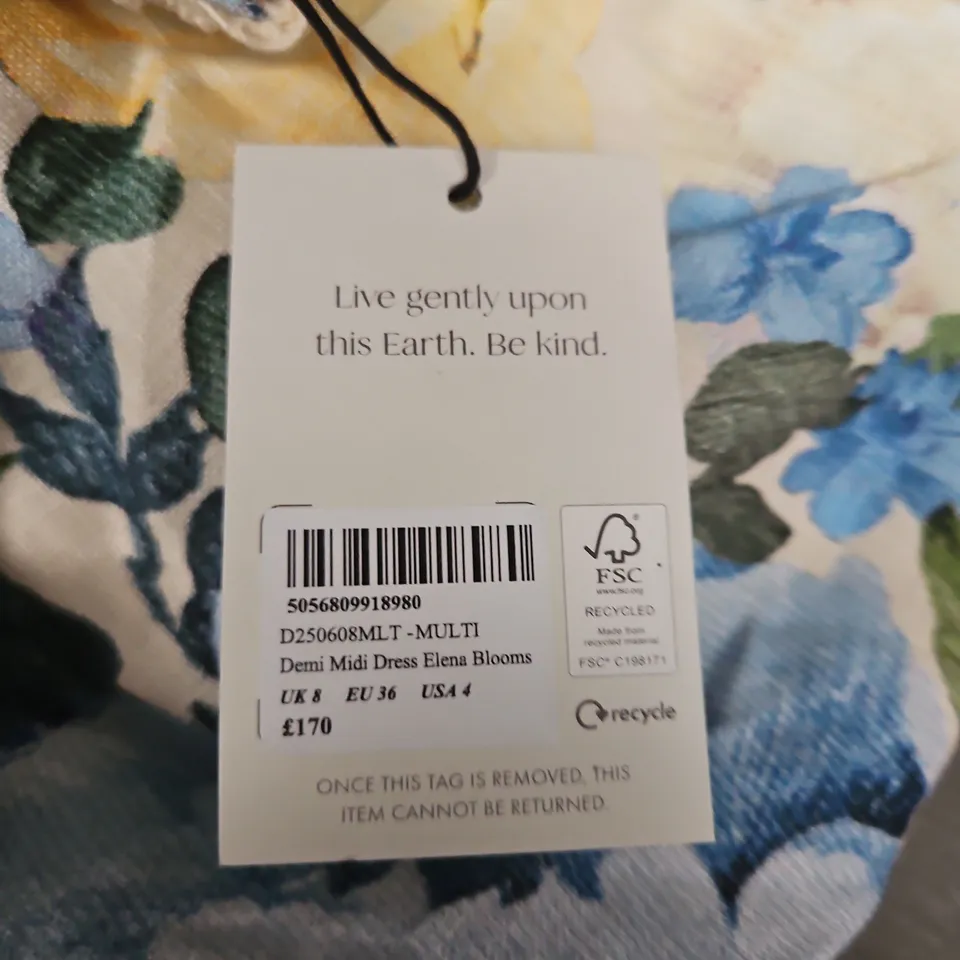 Live gently upon
this Earth. Be kind.
5056809918980
D250608MLT -MULTI
Demi Midi Dress Elena Blooms
UK 8 EU 36 USA 4
£170
FSC
www.fsc.org
RECYCLED
Made from
recycled material
FSC® C198171
recycle
ONCE THIS TAG IS REMOVED, THIS
ITEM CANNOT BE RETURNED.